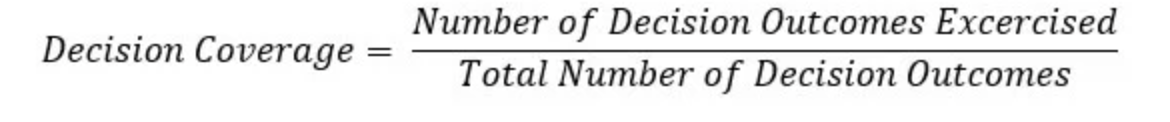 Number of Decision Outcomes Excercised
Decision Coverage =
Total Number of Decision Outcomes